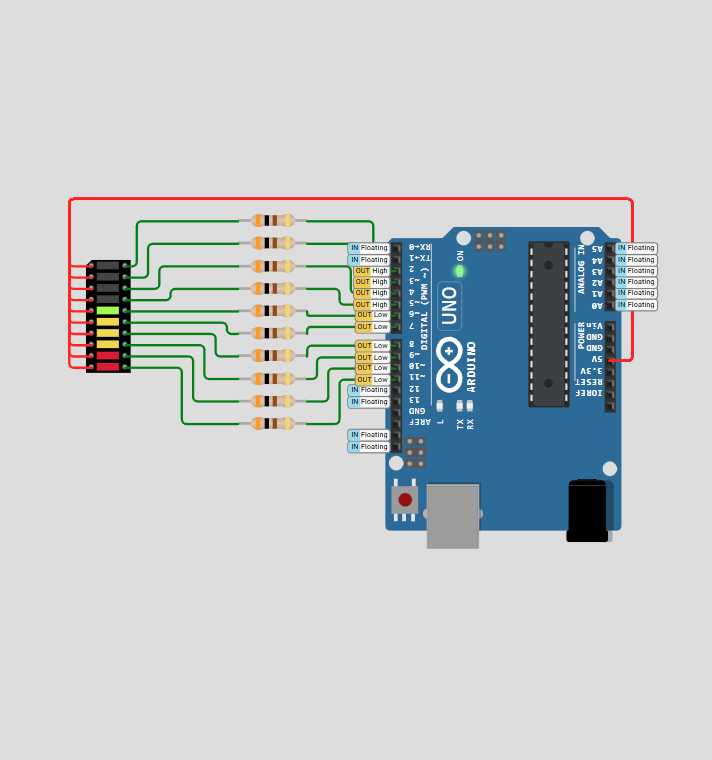 IN Floating RX←0
IN Floating TX→1
OUT High 2
OUT High ~3
OUT High 4
OUT High ~5
OUT Low ~6
OUT Low 7
OUT Low 8
OUT Low ~9
OUT Low ~10
OUT Low ~11
IN Floating 12
IN Floating 13
GND
AREF
IN Floating
IN Floating
DIGITAL (PWM ~)
ON
UNO
ARDUINO
L
TX
RX
ANALOG IN
A5 IN Floating
A4 IN Floating
A3 IN Floating
A2 IN Floating
A1 IN Floating
A0 IN Floating
POWER
Vin
GND
GND
5V
3.3V
RESET
IOREF